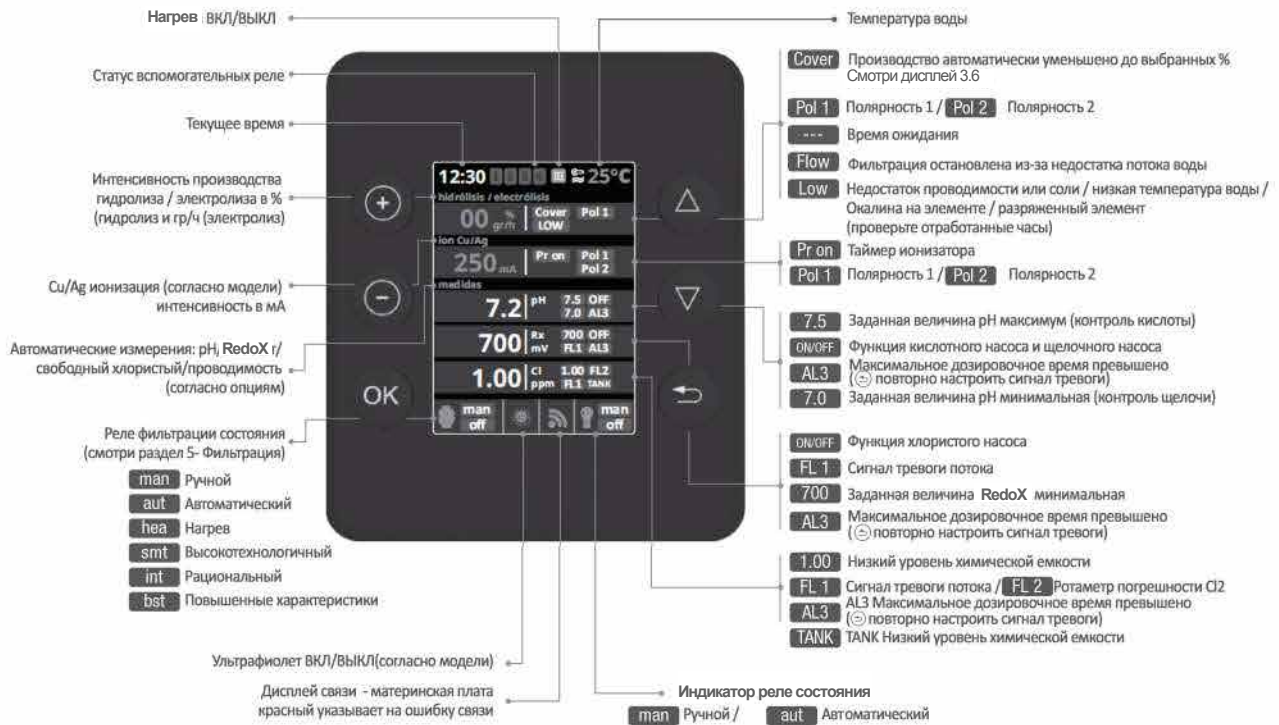 Нагрев ВКЛ/ВЫКЛ
Статус вспомогательных реле
Текущее время
Интенсивность производства
гидролиза / электролиза в %
(гидролиз и гр/ч (электролиз)
Cu/Ag ионизация (согласно модели)
интенсивность в мА
Автоматические измерения: pH, RedoX r/
свободный хлористый/проводимость
(согласно опциям)
Реле фильтрации состояния
(смотри раздел 5- Фильтрация)
man Ручной
aut Автоматический
hea Нагрев
smt Высокотехнологичный
int Рациональный
bst Повышенные характеристики
Ультрафиолет ВКЛ/ВЫКЛ(согласно модели)
Дисплей связи - материнская плата
красный указывает на ошибку связи
12:30 25°C
hidrólisis / electrólisis
00 % gr/h Cover Pol 1
LOW
ion Cu/Ag
250 mA Pr on Pol 1
Pol 2
medidas
7.2 pH 7.5 OFF
7.0 AL3
700 Rx 700 OFF
mV FL1 AL3
1.00 Cl 1.00 FL2
ppm FL1 TANK
man man
off off
OK
Температура воды
Cover Производство автоматически уменьшено до выбранных %
Смотри дисплей 3.6
Pol 1 Полярность 1 / Pol 2 Полярность 2
--- Время ожидания
Flow Фильтрация остановлена из-за недостатка потока воды
Low Недостаток проводимости или соли / низкая температура воды /
Окалина на элементе / разряженный элемент
(проверьте отработанные часы)
Pr on Таймер ионизатора
Pol 1 Полярность 1 / Pol 2 Полярность 2
7.5 Заданная величина pH максимум (контроль кислоты)
ON/OFF Функция кислотного насоса и щелочного насоса
AL3 Максимальное дозировочное время превышено
( повторно настроить сигнал тревоги)
7.0 Заданная величина pH минимальная (контроль щелочи)
ON/OFF Функция хлористого насоса
FL 1 Сигнал тревоги потока
700 Заданная величина RedoX минимальная
AL3 Максимальное дозировочное время превышено
( повторно настроить сигнал тревоги)
1.00 Низкий уровень химической емкости
FL 1 Сигнал тревоги потока / FL 2 Ротаметр погрешности Cl2
AL3 AL3 Максимальное дозировочное время превышено
( повторно настроить сигнал тревоги)
TANK TANK Низкий уровень химической емкости
Индикатор реле состояния
man Ручной / aut Автоматический